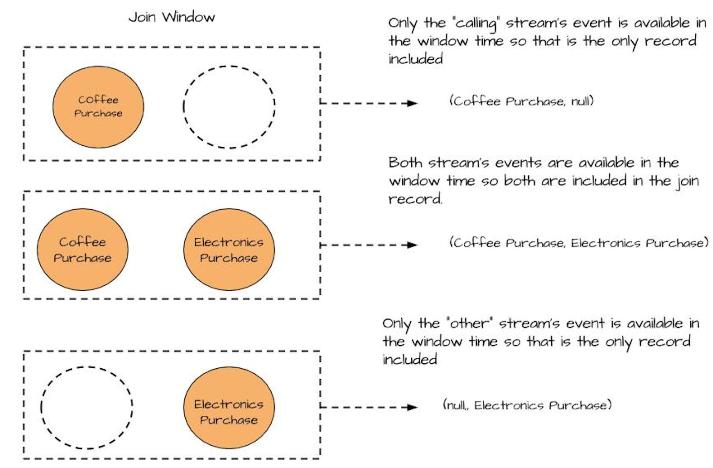 Join Window
Only the "calling" stream's event is available in
the window time so that is the only record
included
Coffee
Purchase
(Coffee Purchase, null)
Both stream's events are available in the
window time so both are included in the join
record.
Coffee
Purchase
Electronics
Purchase
(Coffee Purchase, Electronics Purchase)
Only the "other" stream's event is available in
the window time so that is the only record
included
Electronics
Purchase
(null, Electronics Purchase)